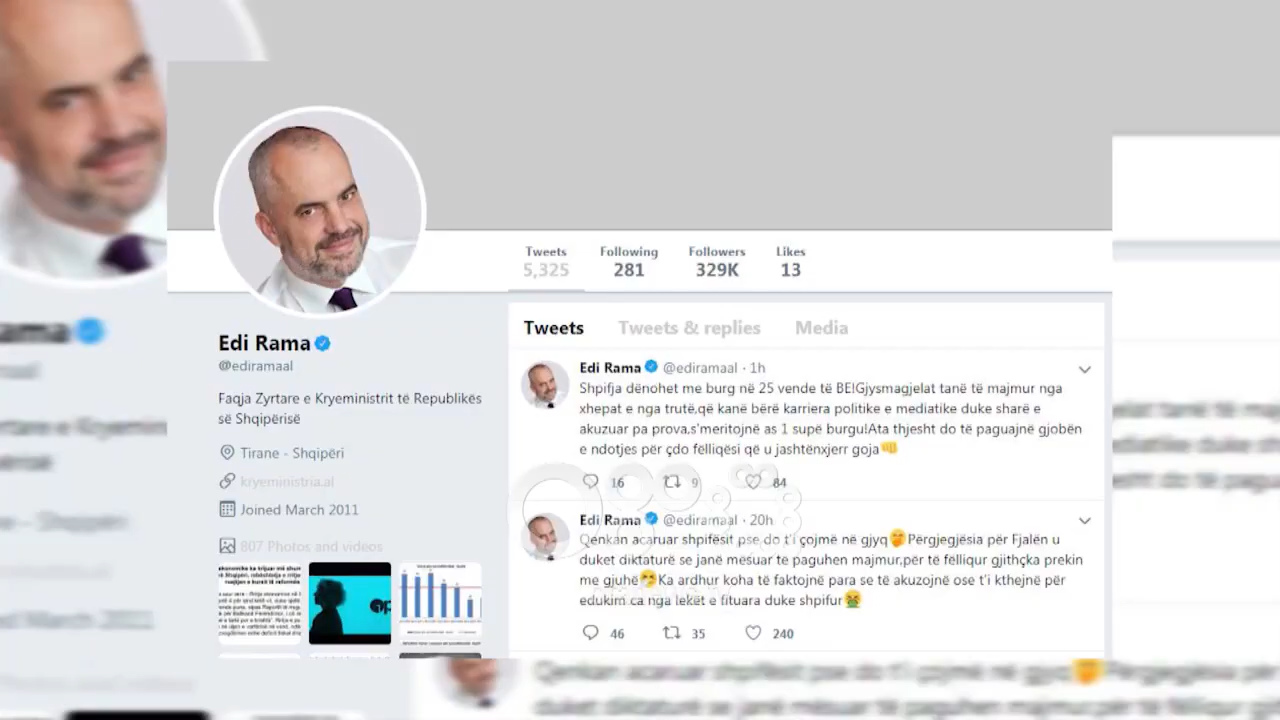 Tweets
5,325
Following
281
Followers
329K
Likes
13
Edi Rama
@ediramaal
Faqja Zyrtare e Kryeministrit të Republikës
së Shqipërisë
Tirane - Shqipëri
kryeministria.al
Joined March 2011
807 Photos and videos
Tweets Tweets & replies Media
Edi Rama @ediramaal · 1h
Shpifja dënohet me burg në 25 vende të BE!Gjysmagjelat tanë të majmur nga
xhepat e nga trutë,që kanë bërë karriera politike e mediatike duke sharë e
akuzuar pa prova,s'meritojnë as 1 supë burgu!Ata thjesht do të paguajnë gjobën
e ndotjes për çdo fëlliqësi që u jashtënxjerr goja👊
16 9 84
Edi Rama @ediramaal · 20h
Qenkan acaruar shpifësit pse do t'i çojmë në gjyq🤭Përgjegjësia për Fjalën u
duket diktaturë se janë mësuar të paguhen majmur,për të fëlliqur gjithçka prekin
me gjuhë🤭Ka ardhur koha të faktojnë para se të akuzojnë ose t'i kthejnë për
edukim ca nga lekët e fituara duke shpifur🤮
46 35 240